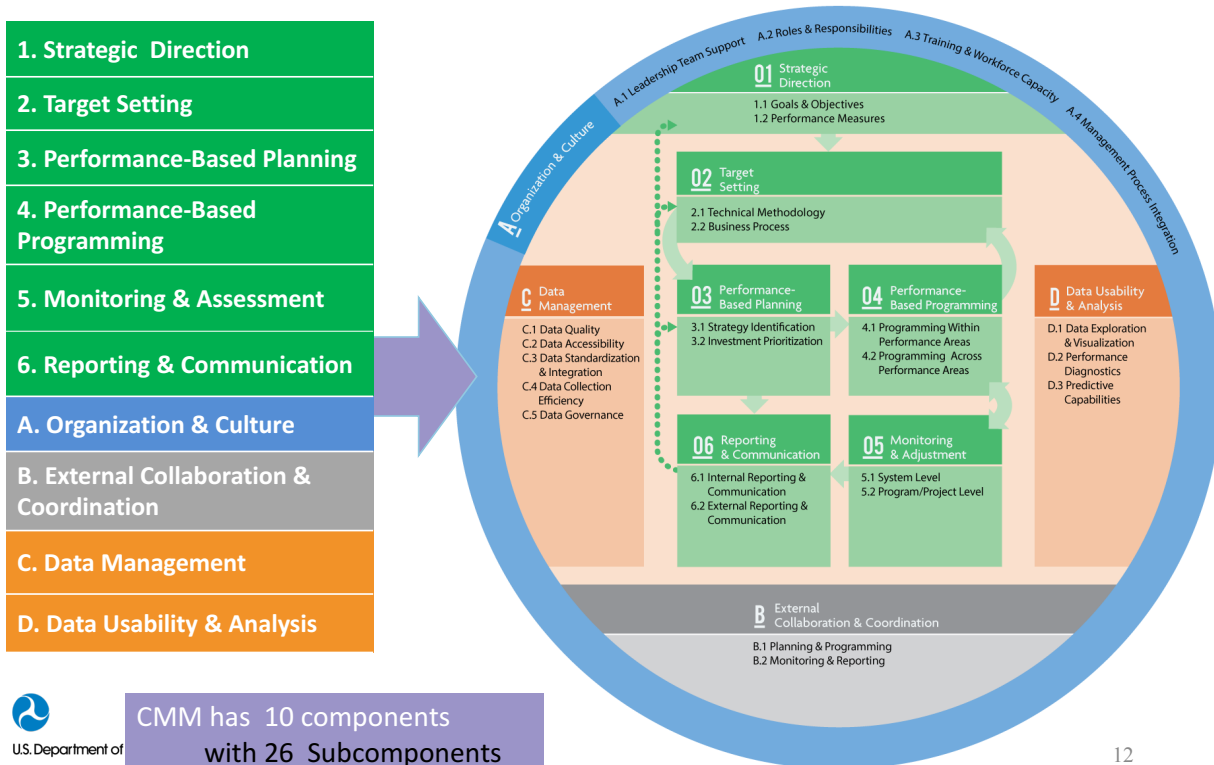 1. Strategic  Direction
2. Target Setting
3. Performance-Based Planning
4. Performance-Based
Programming
5. Monitoring & Assessment
6. Reporting & Communication
A. Organization & Culture
B. External Collaboration &
Coordination
C. Data Management
D. Data Usability & Analysis
A Organization & Culture
A.1 Leadership Team Support
A.2 Roles & Responsibilities
A.3 Training & Workforce Capacity
A.4 Management Process Integration
01 Strategic
Direction
1.1 Goals & Objectives
1.2 Performance Measures
02 Target
Setting
2.1 Technical Methodology
2.2 Business Process
C Data
Management
C.1 Data Quality
C.2 Data Accessibility
C.3 Data Standardization
& Integration
C.4 Data Collection
Efficiency
C.5 Data Governance
03 Performance-
Based Planning
3.1 Strategy Identification
3.2 Investment Prioritization
04 Performance-
Based Programming
4.1 Programming Within
Performance Areas
4.2 Programming Across
Performance Areas
D Data Usability
& Analysis
D.1 Data Exploration
& Visualization
D.2 Performance
Diagnostics
D.3 Predictive
Capabilities
06 Reporting
& Communication
6.1 Internal Reporting &
Communication
6.2 External Reporting &
Communication
05 Monitoring
& Adjustment
5.1 System Level
5.2 Program/Project Level
B External
Collaboration & Coordination
B.1 Planning & Programming
B.2 Monitoring & Reporting
U.S. Department of
CMM has  10 components
with 26  Subcomponents
12